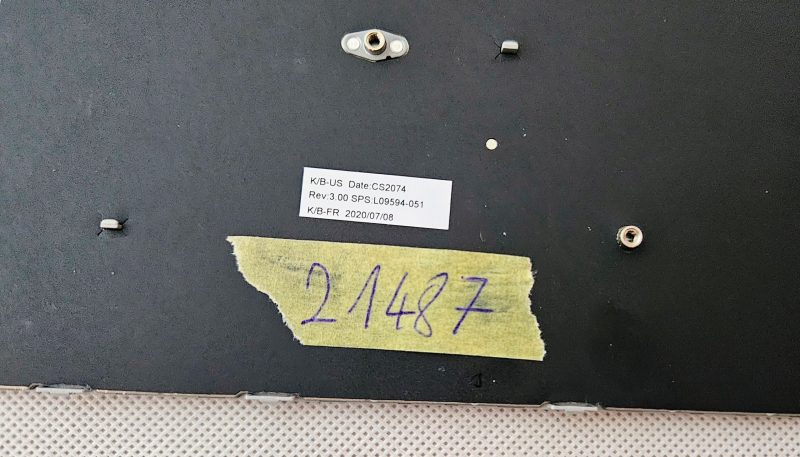 K/B-US Date:CS2074
Rev:3.00 SPS:L09594-051
K/B-FR 2020/07/08
21487